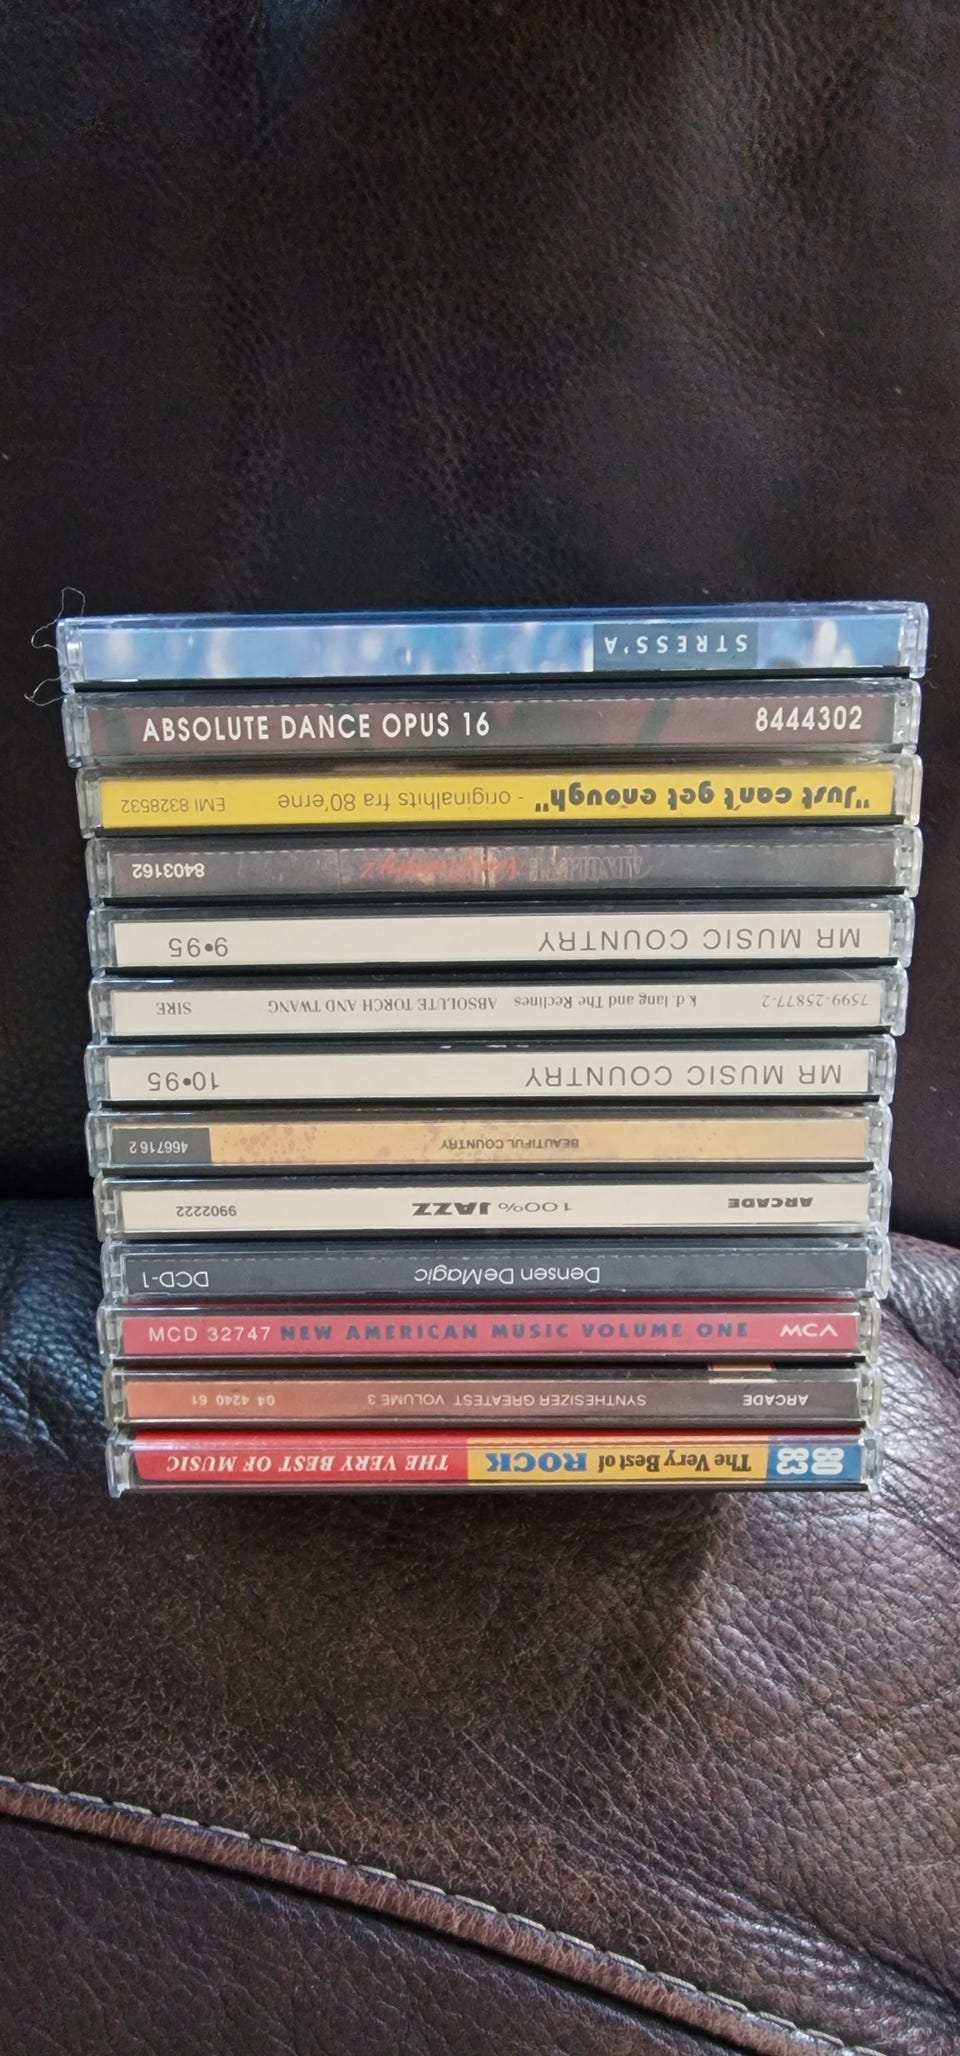 STRESS'A
ABSOLUTE DANCE OPUS 16 8444302
"Just can't get enough" - originalhits fra 80'erne EMI 8328532
ABSOLUTE 8403162
MR MUSIC COUNTRY 9•95
7599-25877-2 k.d. lang and The Reclines ABSOLUTE TORCH AND TWANG SIRE
MR MUSIC COUNTRY 10•95
BEAUTIFUL COUNTRY 466716 2
ARCADE 100% JAZZ 9902222
Densen DeMagic DCD-1
MCD 32747 NEW AMERICAN MUSIC VOLUME ONE MCA
ARCADE SYNTHESIZER GREATEST VOLUME 3 04 4240 61
80 83 The Very Best of ROCK THE VERY BEST OF MUSIC